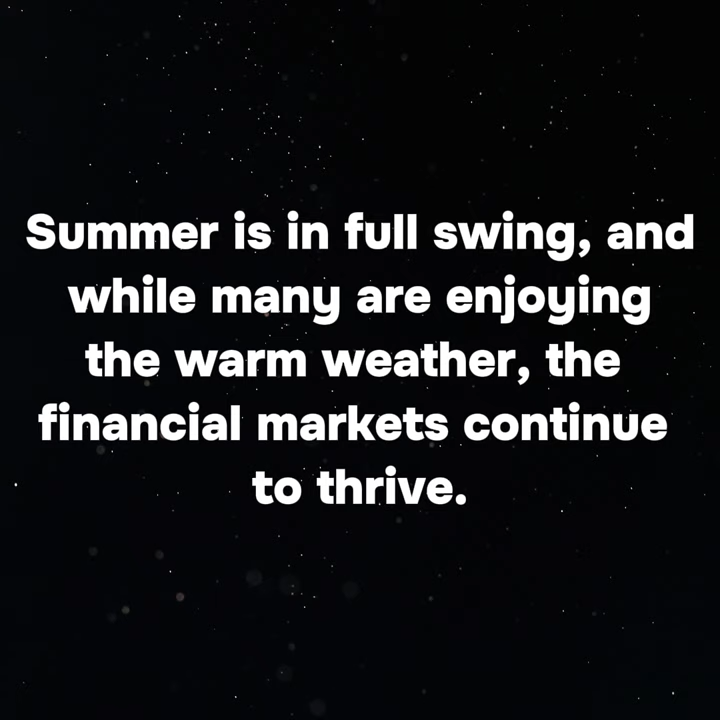 Summer is in full swing, and
while many are enjoying
the warm weather, the
financial markets continue
to thrive.